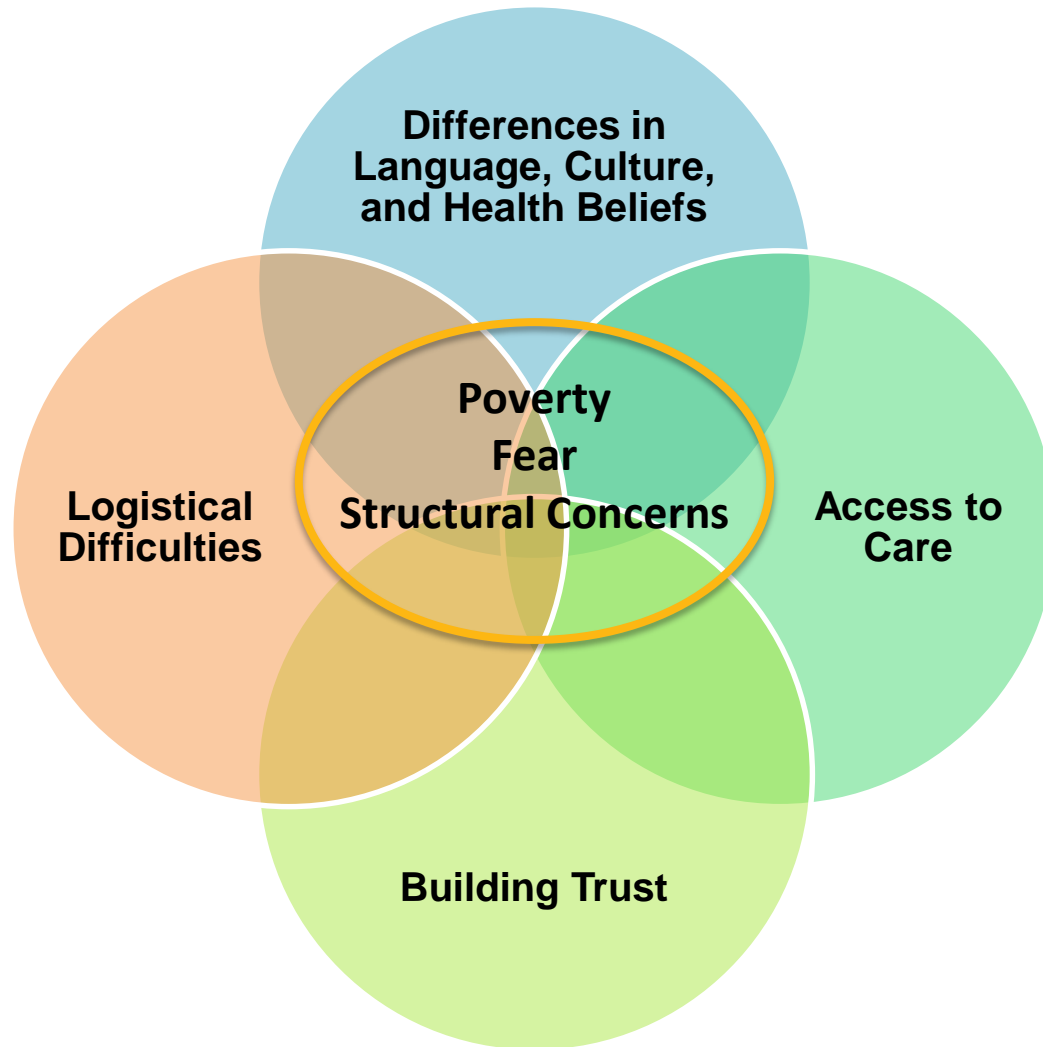 Differences in
Language, Culture,
and Health Beliefs
Poverty
Fear
Structural Concerns
Logistical
Difficulties
Access to
Care
Building Trust